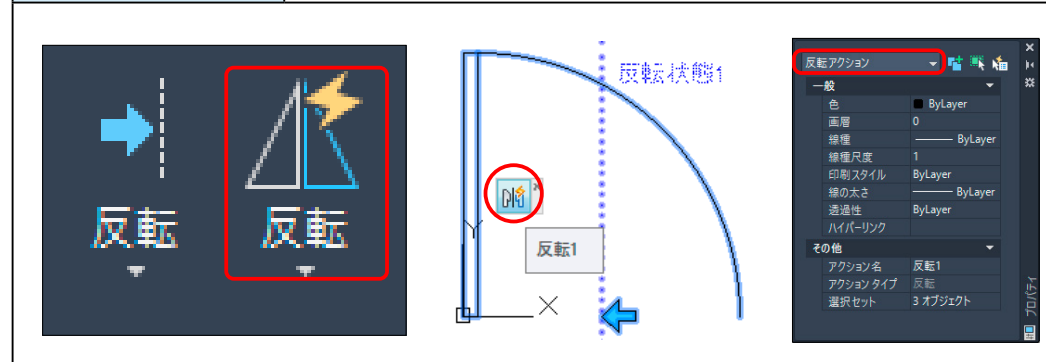 反転
反転
反転状態1
反転1
Y
X
反転アクション
一般
色 ByLayer
画層 0
線種 ByLayer
線種尺度 1
印刷スタイル ByLayer
線の太さ ByLayer
透過性 ByLayer
ハイパーリンク
その他
アクション名 反転1
アクション タイプ 反転
選択セット 3 オブジェクト
プロパティ